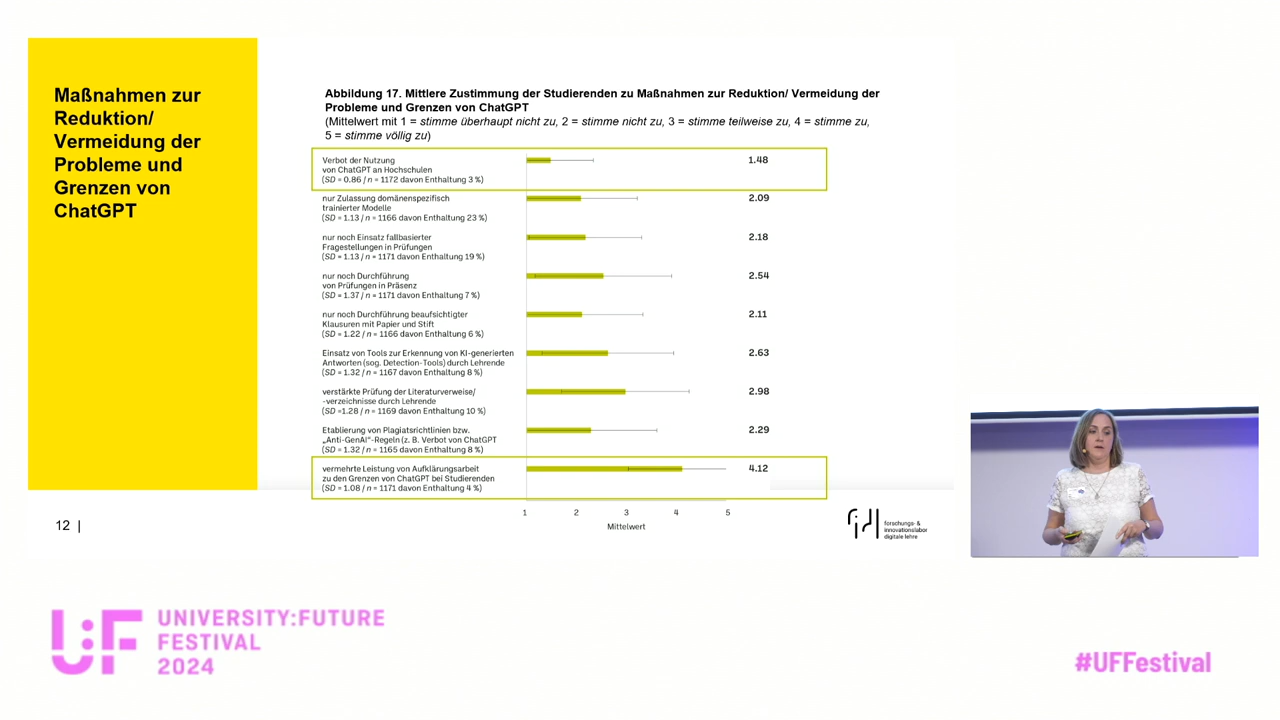 Maßnahmen zur
Reduktion/
Vermeidung der
Probleme und
Grenzen von
ChatGPT
Abbildung 17. Mittlere Zustimmung der Studierenden zu Maßnahmen zur Reduktion/ Vermeidung der
Probleme und Grenzen von ChatGPT
(Mittelwert mit 1 = stimme überhaupt nicht zu, 2 = stimme nicht zu, 3 = stimme teilweise zu, 4 = stimme zu,
5 = stimme völlig zu)
Verbot der Nutzung
von ChatGPT an Hochschulen
(SD = 0.86 / n = 1172 davon Enthaltung 3 %)
1.48
nur Zulassung domänenspezifisch
trainierter Modelle
(SD = 1.13 / n = 1166 davon Enthaltung 23 %)
2.09
nur noch Einsatz fallbasierter
Fragestellungen in Prüfungen
(SD = 1.13 / n = 1171 davon Enthaltung 19 %)
2.18
nur noch Durchführung
von Prüfungen in Präsenz
(SD = 1.37 / n = 1171 davon Enthaltung 7 %)
2.54
nur noch Durchführung beaufsichtigter
Klausuren mit Papier und Stift
(SD = 1.22 / n = 1166 davon Enthaltung 6 %)
2.11
Einsatz von Tools zur Erkennung von KI-generierten
Antworten (sog. Detection-Tools) durch Lehrende
(SD = 1.32 / n = 1167 davon Enthaltung 8 %)
2.63
verstärkte Prüfung der Literaturverweise/
-verzeichnisse durch Lehrende
(SD =1.28 / n = 1169 davon Enthaltung 10 %)
2.98
Etablierung von Plagiatsrichtlinien bzw.
„Anti-GenAI“-Regeln (z. B. Verbot von ChatGPT
(SD = 1.32 / n = 1165 davon Enthaltung 8 %)
2.29
vermehrte Leistung von Aufklärungsarbeit
zu den Grenzen von ChatGPT bei Studierenden
(SD = 1.08 / n = 1171 davon Enthaltung 4 %)
4.12
1 2 3 4 5
Mittelwert
12 |
fidl
forschungs- &
innovationslabor
digitale lehre
U:F
UNIVERSITY:FUTURE
FESTIVAL
2024
#UFFestival